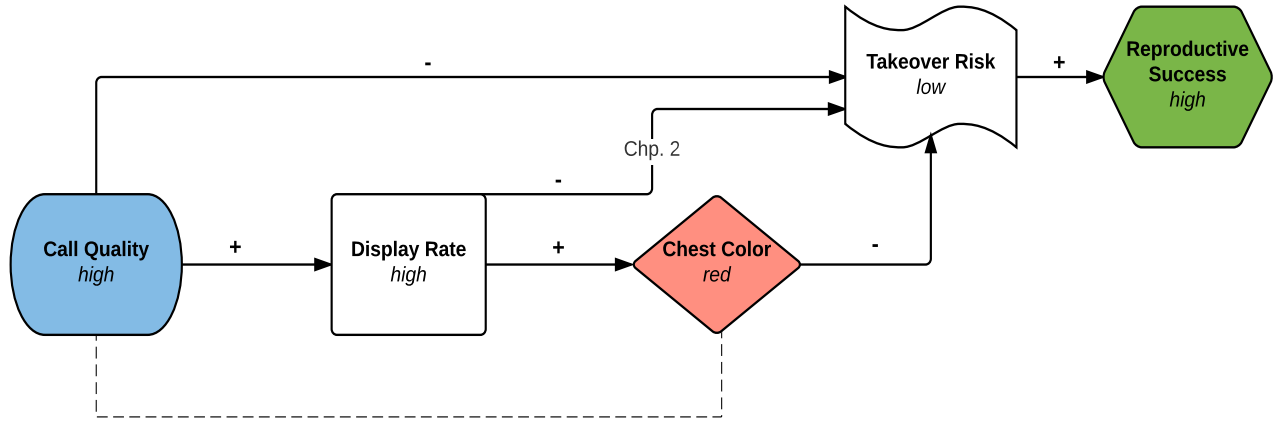 -
Takeover Risk
low
+
Reproductive
Success
high
Chp. 2
-
Call Quality
high
+
Display Rate
high
+
Chest Color
red
-